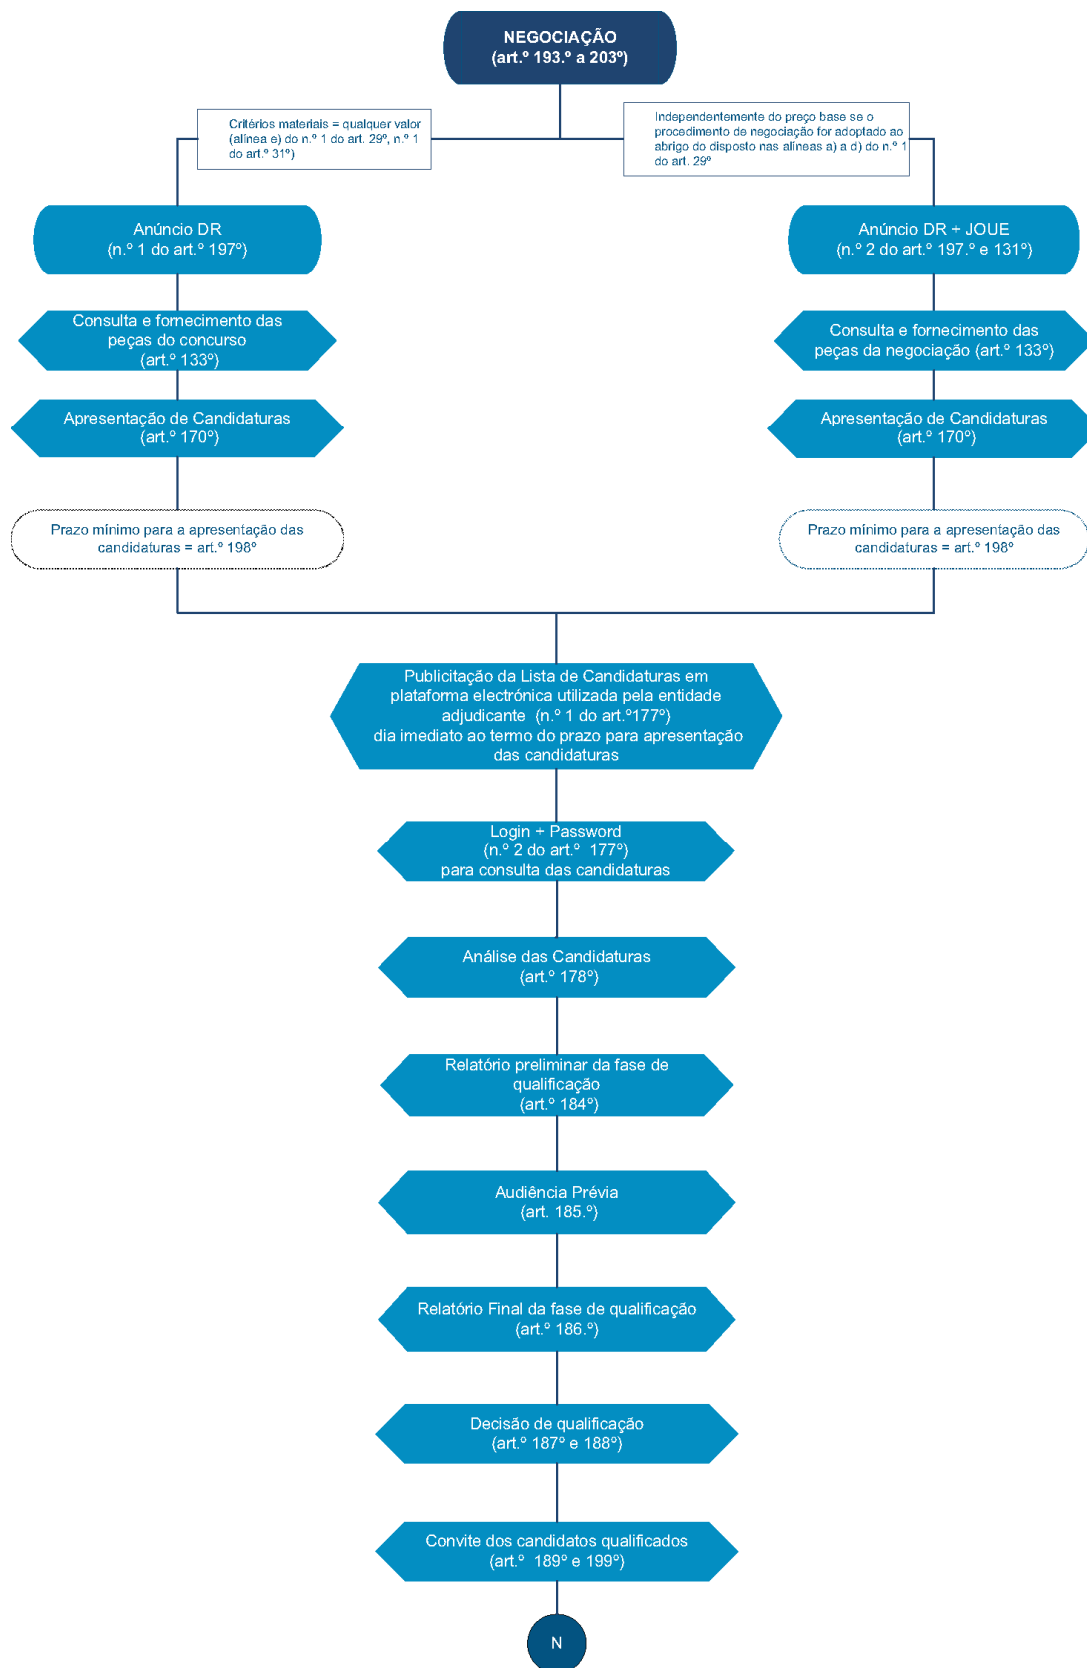 NEGOCIAÇÃO
(art.º 193.º a 203º)
Critérios materiais = qualquer valor
(alínea e) do n.º 1 do art. 29º, n.º 1
do art.º 31º)
Independentemente do preço base se o
procedimento de negociação for adoptado ao
abrigo do disposto nas alíneas a) a d) do n.º 1
do art. 29º
Anúncio DR
(n.º 1 do art.º 197º)
Anúncio DR + JOUE
(n.º 2 do art.º 197.º e 131º)
Consulta e fornecimento das
peças do concurso
(art.º 133º)
Consulta e fornecimento das
peças da negociação (art.º 133º)
Apresentação de Candidaturas
(art.º 170º)
Apresentação de Candidaturas
(art.º 170º)
Prazo mínimo para a apresentação das
candidaturas = art.º 198º
Prazo mínimo para a apresentação das
candidaturas = art.º 198º
Publicitação da Lista de Candidaturas em
plataforma electrónica utilizada pela entidade
adjudicante (n.º 1 do art.º177º)
dia imediato ao termo do prazo para apresentação
das candidaturas
Login + Password
(n.º 2 do art.º 177º)
para consulta das candidaturas
Análise das Candidaturas
(art.º 178º)
Relatório preliminar da fase de
qualificação
(art.º 184º)
Audiência Prévia
(art. 185.º)
Relatório Final da fase de qualificação
(art.º 186.º)
Decisão de qualificação
(art.º 187º e 188º)
Convite dos candidatos qualificados
(art.º 189º e 199º)
N